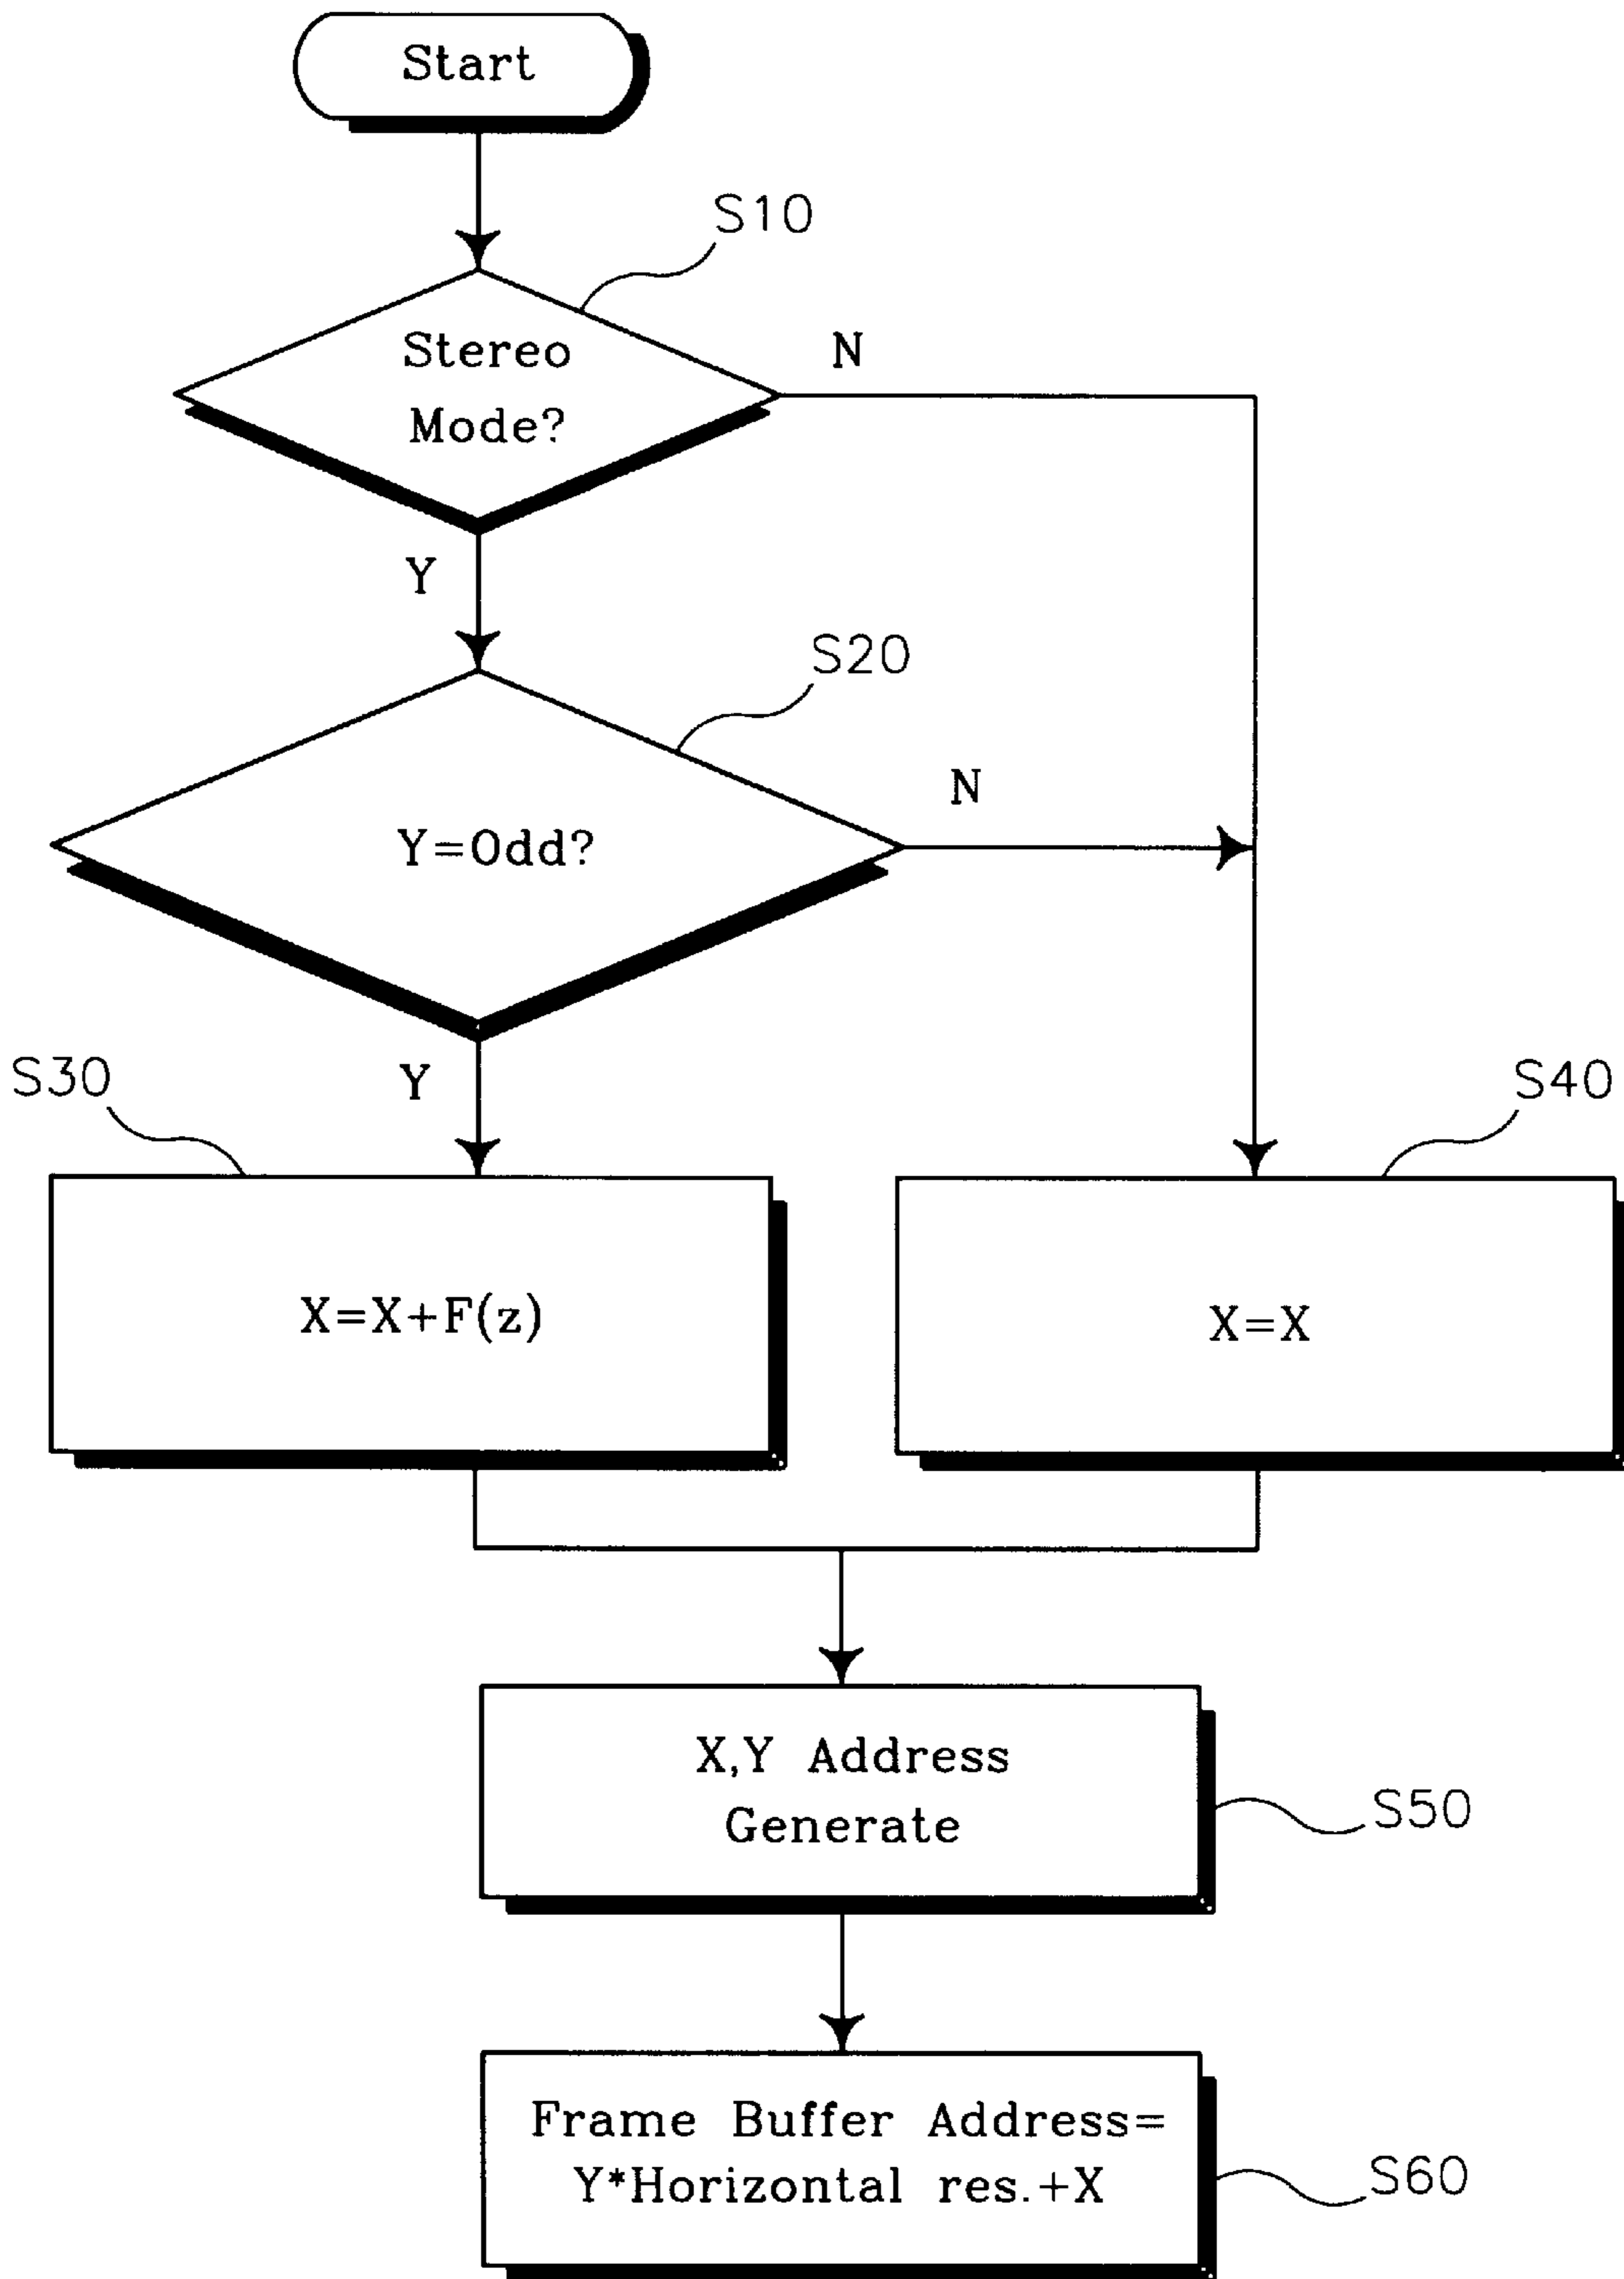 Start
S10
Stereo
Mode?
N
Y
S20
Y=Odd?
N
Y
S30
S40
X=X+F(z)
X=X
X,Y Address
Generate
S50
Frame Buffer Address=
Y*Horizontal res.+X
S60